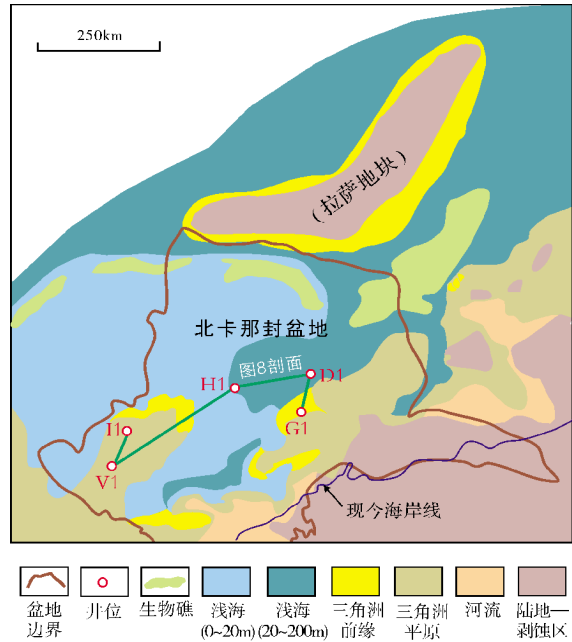 250km
(拉萨地块)
北卡那封盆地
图8剖面
H1
D1
I1
G1
V1
现今海岸线
盆地
边界
井位
生物礁
浅海
(0~20m)
浅海
(20~200m)
三角洲
前缘
三角洲
平原
河流
陆地—
剥蚀区